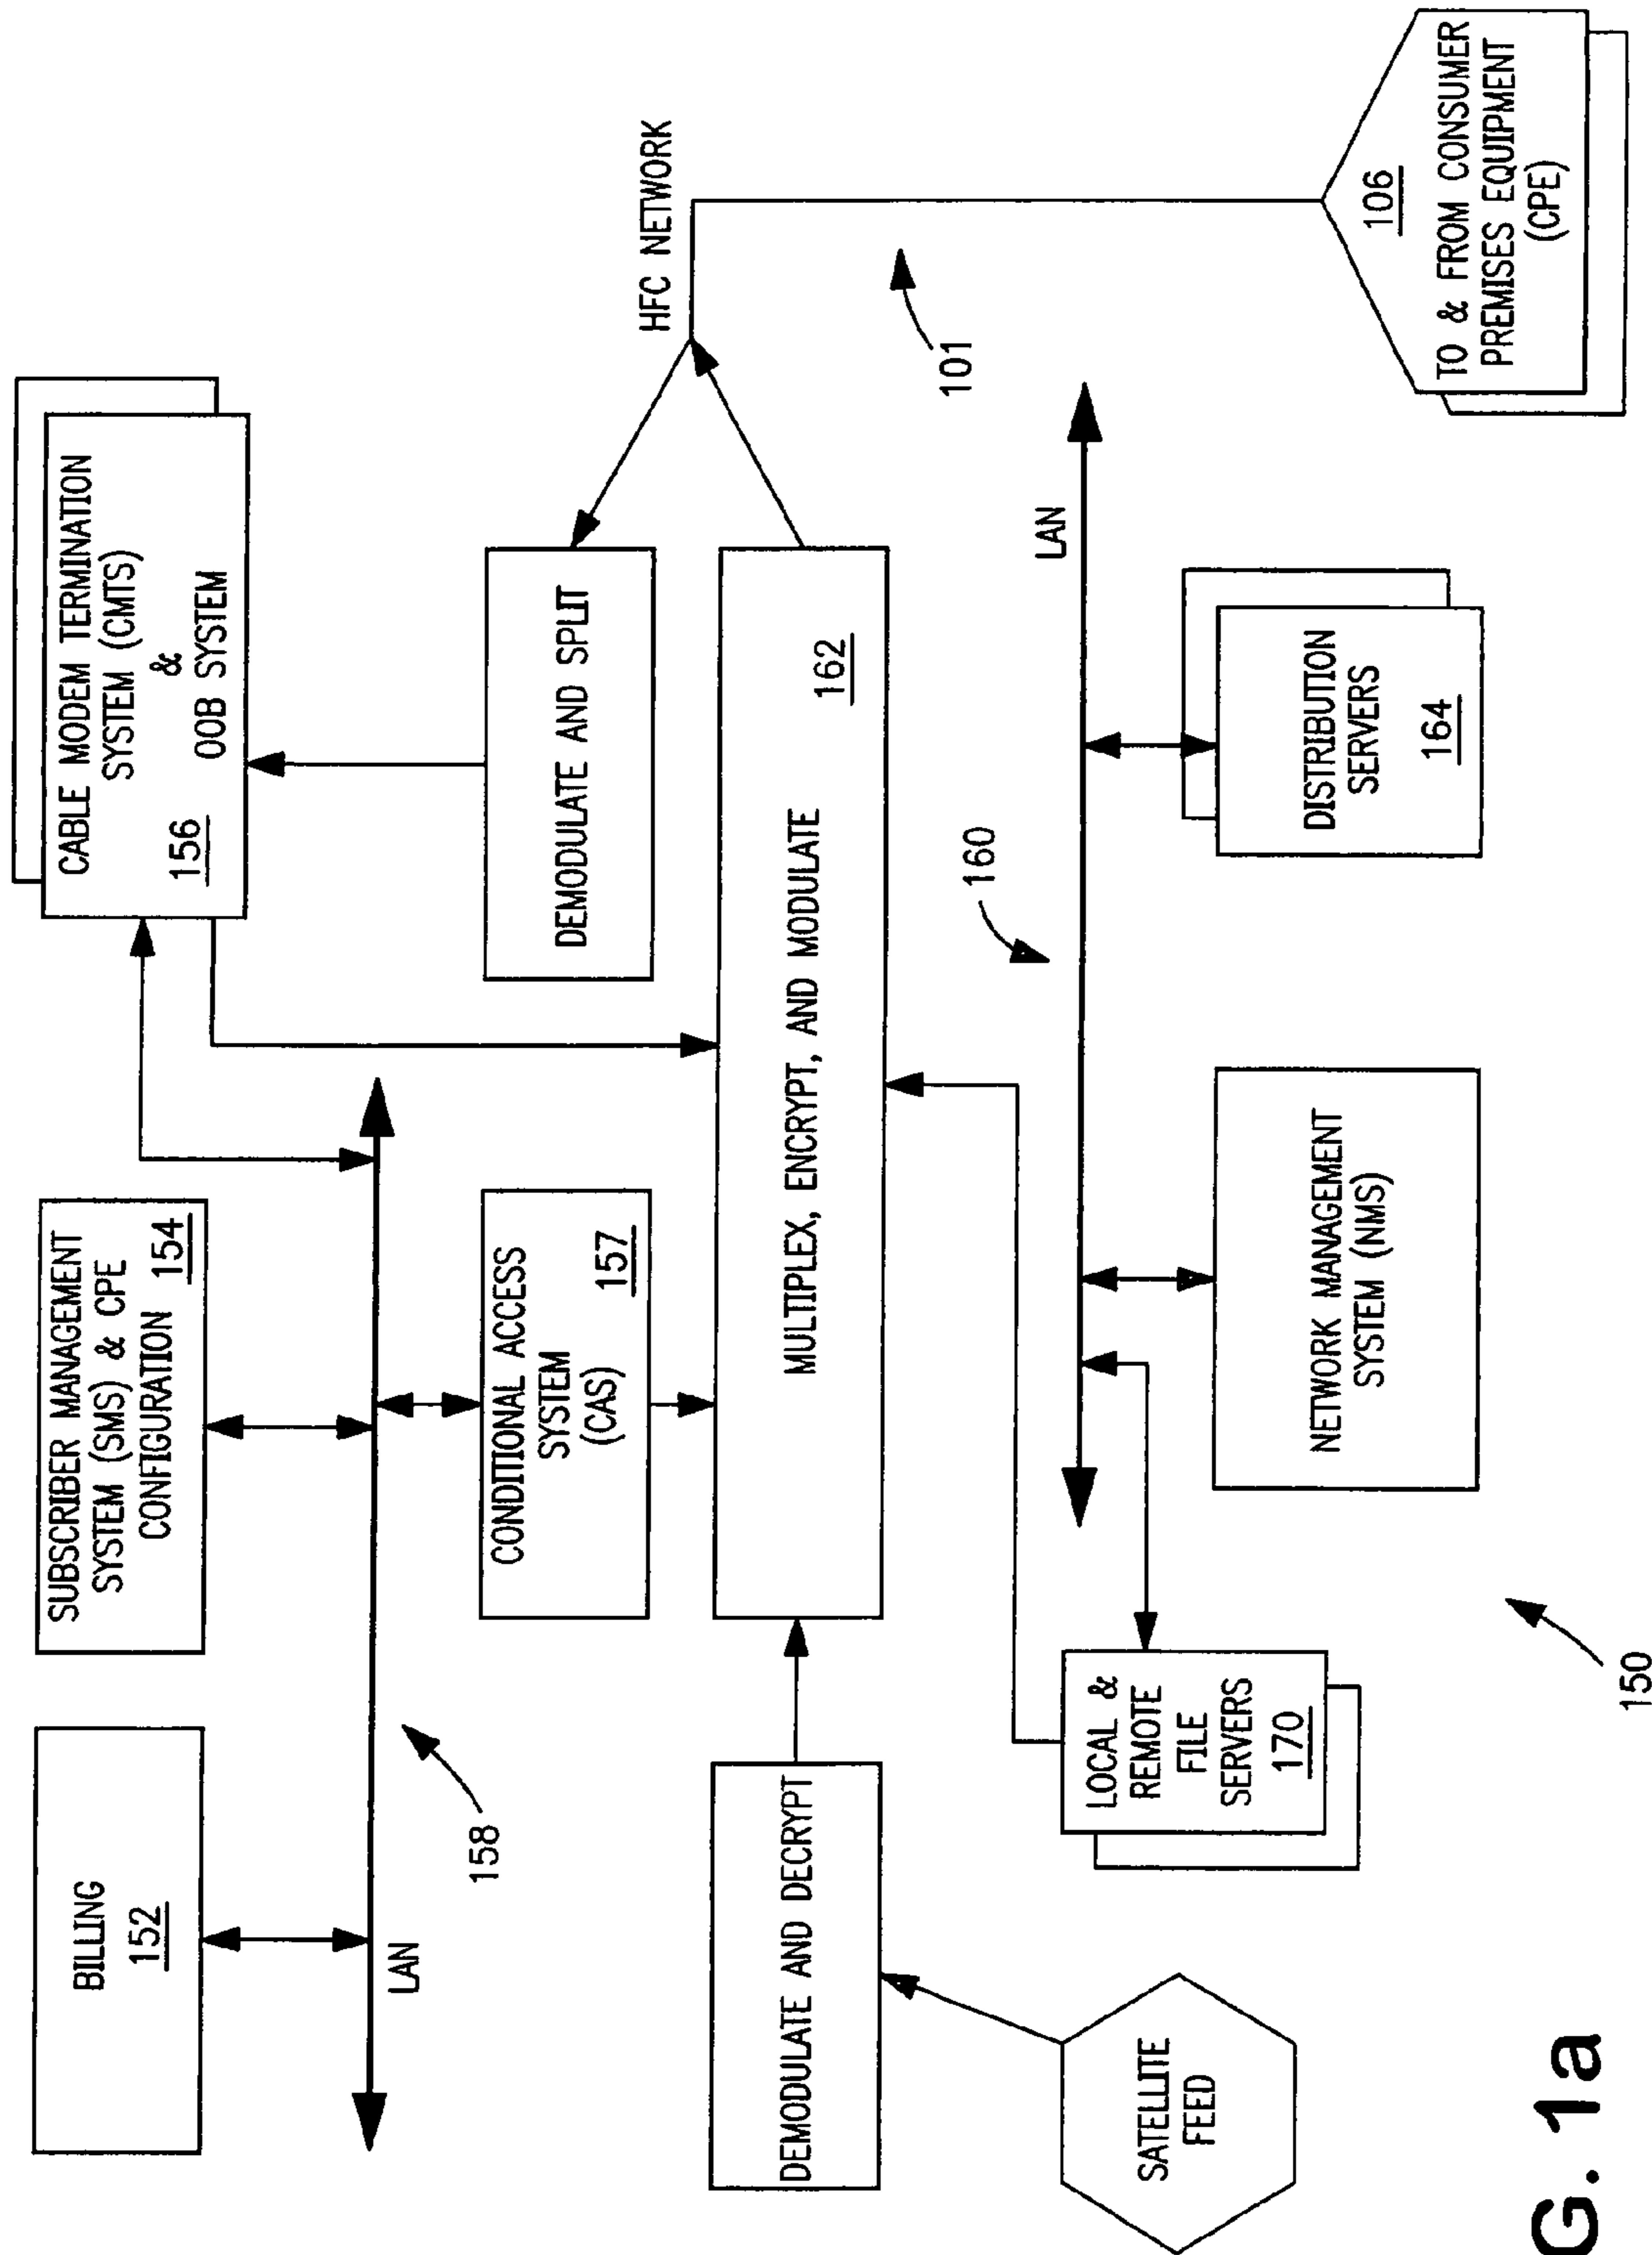 BILLING
152
SUBSCRIBER MANAGEMENT
SYSTEM (SMS) & CPE
CONFIGURATION 154
CABLE MODEM TERMINATION
SYSTEM (CMTS)
&
156 OOB SYSTEM
LAN
158
CONDITIONAL ACCESS
SYSTEM 157
(CAS)
DEMODULATE AND SPLIT
HFC NETWORK
DEMODULATE AND DECRYPT
MULTIPLEX, ENCRYPT, AND MODULATE 162
101
160
LAN
SATELLITE
FEED
LOCAL &
REMOTE
FILE
SERVERS
170
NETWORK MANAGEMENT
SYSTEM (NMS)
DISTRIBUTION
SERVERS
164
106
TO & FROM CONSUMER
PREMISES EQUIPMENT
(CPE)
150
G. 1a